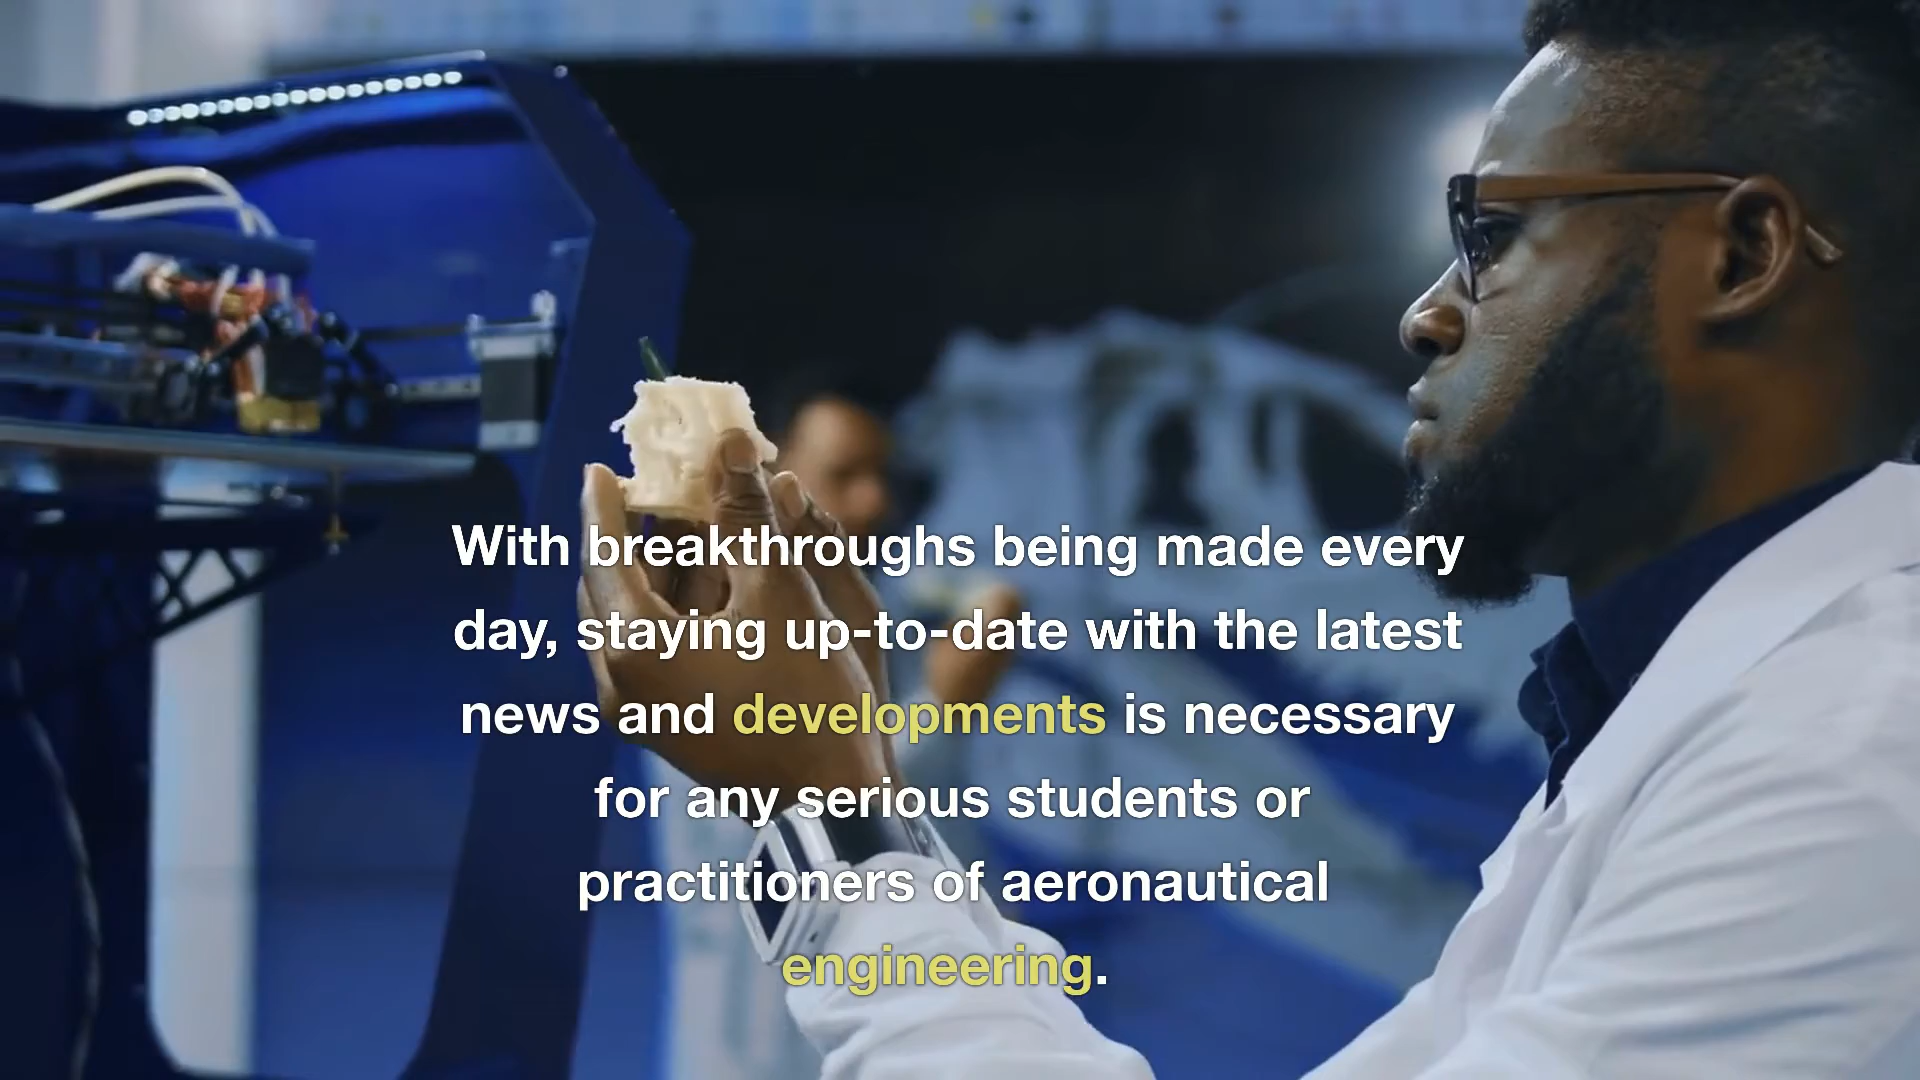 With breakthroughs being made every
day, staying up-to-date with the latest
news and developments is necessary
for any serious students or
practitioners of aeronautical
engineering.